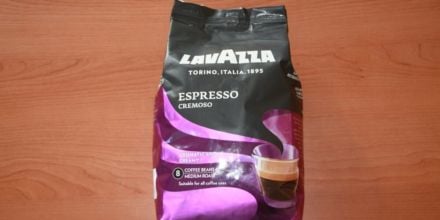 LAVAZZA
TORINO, ITALIA, 1895
ESPRESSO
CREMOSO
8
COFFEE BEANS
MEDIUM ROAST
Suitable for all coffee uses